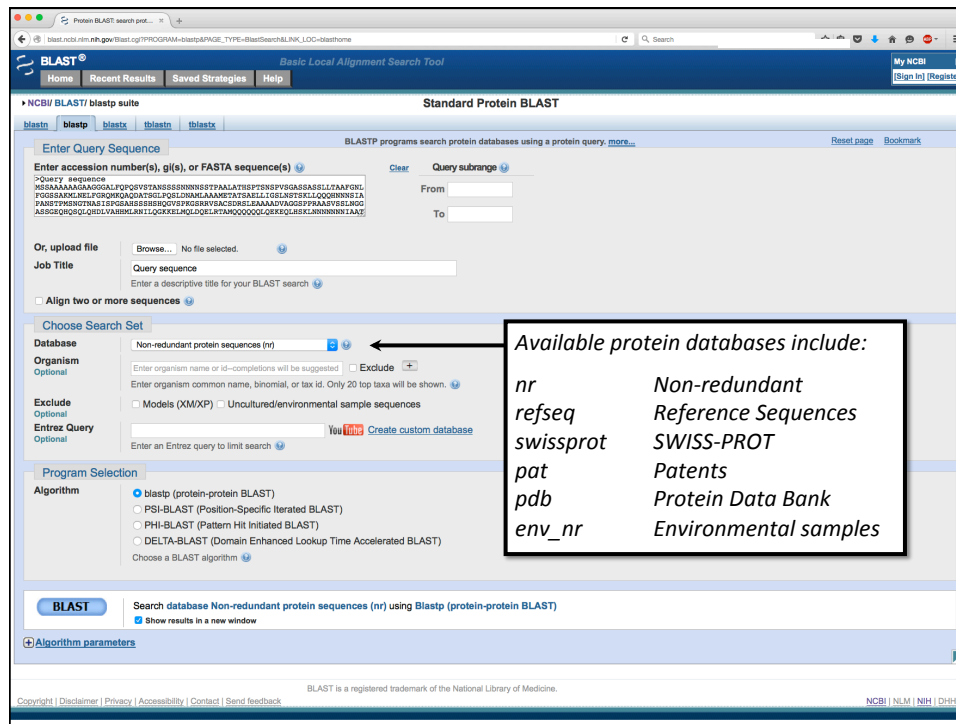 Protein BLAST: search prot...
blast.ncbi.nlm.nih.gov/Blast.cgi?PROGRAM=blastp&PAGE_TYPE=BlastSearch&LINK_LOC=blasthome
Search
BLAST®
Basic Local Alignment Search Tool
My NCBI
Home Recent Results Saved Strategies Help
[Sign In] [Registe
NCBI/ BLAST/ blastp suite
Standard Protein BLAST
blastn blastp blastx tblastn tblastx
Enter Query Sequence
BLASTP programs search protein databases using a protein query. more...
Reset page Bookmark
Enter accession number(s), gi(s), or FASTA sequence(s)
Clear
Query subrange
>Query sequence
MSSAAAAAAGAAGGGALFQPQSVSTANSSSSNNNNSSTPAALATHSPTSNSPVSGASSASSLLTAAFGNL
FGGSSAKMLNELFGRQMKQAQDATSGLPQSLDNAMLAAAMETATSAELLIGSLNSTSKLLQQQHNNNSIA
PANSTPMSNGTNASISPGSAHSSSHSHQGVSPKGSRRVSACSDRSLEAAAADVAGGSPPRAASVSSLNGG
ASSGEQHQSQLQHDLVAHHMLRNILQGKKELMQLDQELRTAMQQQQQLQEKEQLHSKLNNNNNNNIAAT
From
To
Or, upload file
Browse... No file selected.
Job Title
Query sequence
Enter a descriptive title for your BLAST search
Align two or more sequences
Choose Search Set
Database
Non-redundant protein sequences (nr)
Organism
Optional
Enter organism name or id--completions will be suggested
Exclude
+
Enter organism common name, binomial, or tax id. Only 20 top taxa will be shown.
Exclude
Optional
Models (XM/XP) Uncultured/environmental sample sequences
Entrez Query
Optional
YouTube Create custom database
Enter an Entrez query to limit search
Available protein databases include:
nr Non-redundant
refseq Reference Sequences
swissprot SWISS-PROT
pat Patents
pdb Protein Data Bank
env_nr Environmental samples
Program Selection
Algorithm
blastp (protein-protein BLAST)
PSI-BLAST (Position-Specific Iterated BLAST)
PHI-BLAST (Pattern Hit Initiated BLAST)
DELTA-BLAST (Domain Enhanced Lookup Time Accelerated BLAST)
Choose a BLAST algorithm
BLAST
Search database Non-redundant protein sequences (nr) using Blastp (protein-protein BLAST)
Show results in a new window
Algorithm parameters
BLAST is a registered trademark of the National Library of Medicine.
Copyright | Disclaimer | Privacy | Accessibility | Contact | Send feedback
NCBI | NLM | NIH | DHH